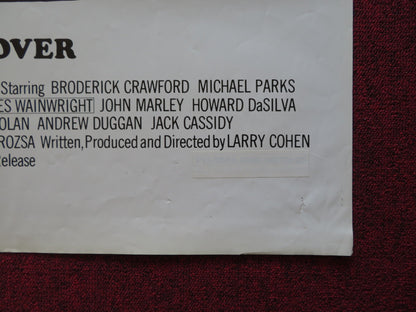 OVER
Starring BRODERICK CRAWFORD MICHAEL PARKS
ES WAINWRIGHT JOHN MARLEY HOWARD DaSILVA
OLAN ANDREW DUGGAN JACK CASSIDY
ROZSA Written, Produced and Directed by LARRY COHEN
Release